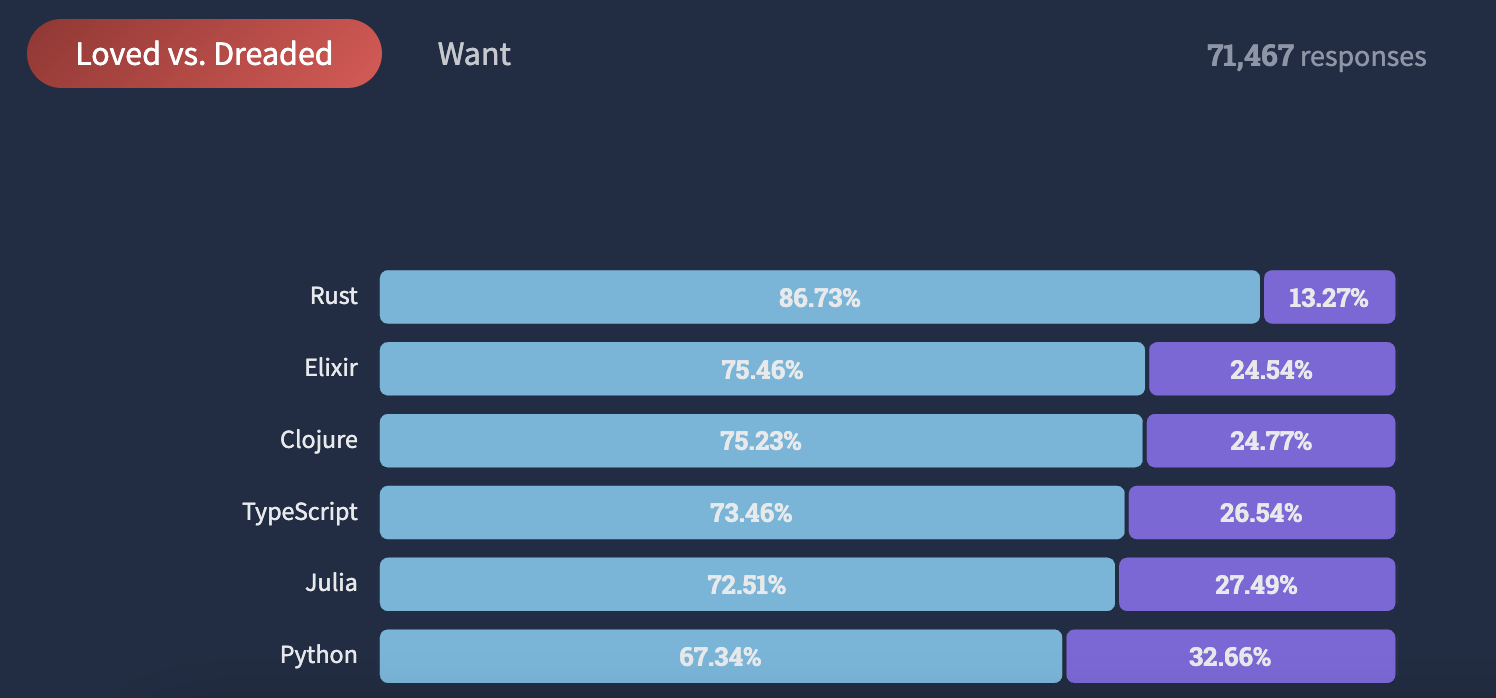 Loved vs. Dreaded Want 71,467 responses
Rust 86.73% 13.27%
Elixir 75.46% 24.54%
Clojure 75.23% 24.77%
TypeScript 73.46% 26.54%
Julia 72.51% 27.49%
Python 67.34% 32.66%